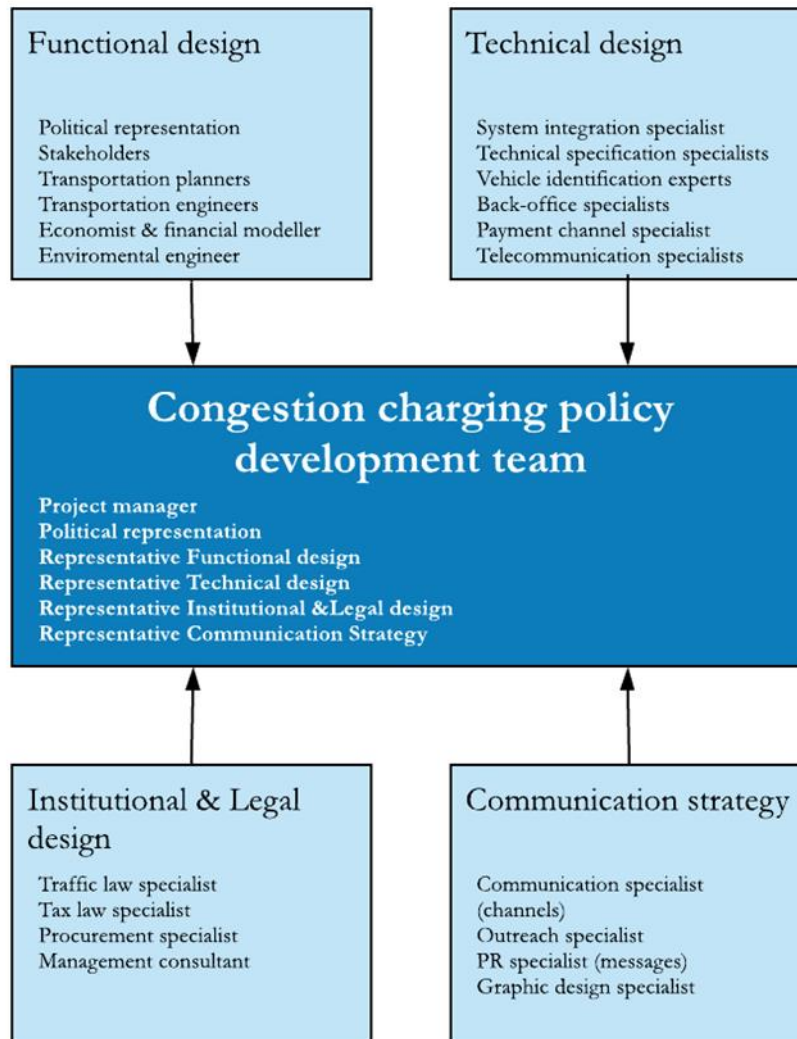 Functional design
Political representation
Stakeholders
Transportation planners
Transportation engineers
Economist & financial modeller
Enviromental engineer
Technical design
System integration specialist
Technical specification specialists
Vehicle identification experts
Back-office specialists
Payment channel specialist
Telecommunication specialists
Congestion charging policy
development team
Project manager
Political representation
Representative Functional design
Representative Technical design
Representative Institutional &Legal design
Representative Communication Strategy
Institutional & Legal
design
Traffic law specialist
Tax law specialist
Procurement specialist
Management consultant
Communication strategy
Communication specialist
(channels)
Outreach specialist
PR specialist (messages)
Graphic design specialist